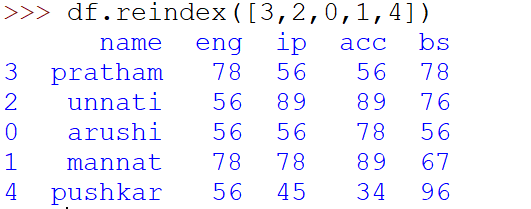 >>> df.reindex([3,2,0,1,4])
      name  eng  ip  acc  bs
3  pratham   78  56   56  78
2   unnati   56  89   89  76
0   arushi   56  56   78  56
1   mannat   78  78   89  67
4  pushkar   56  45   34  96